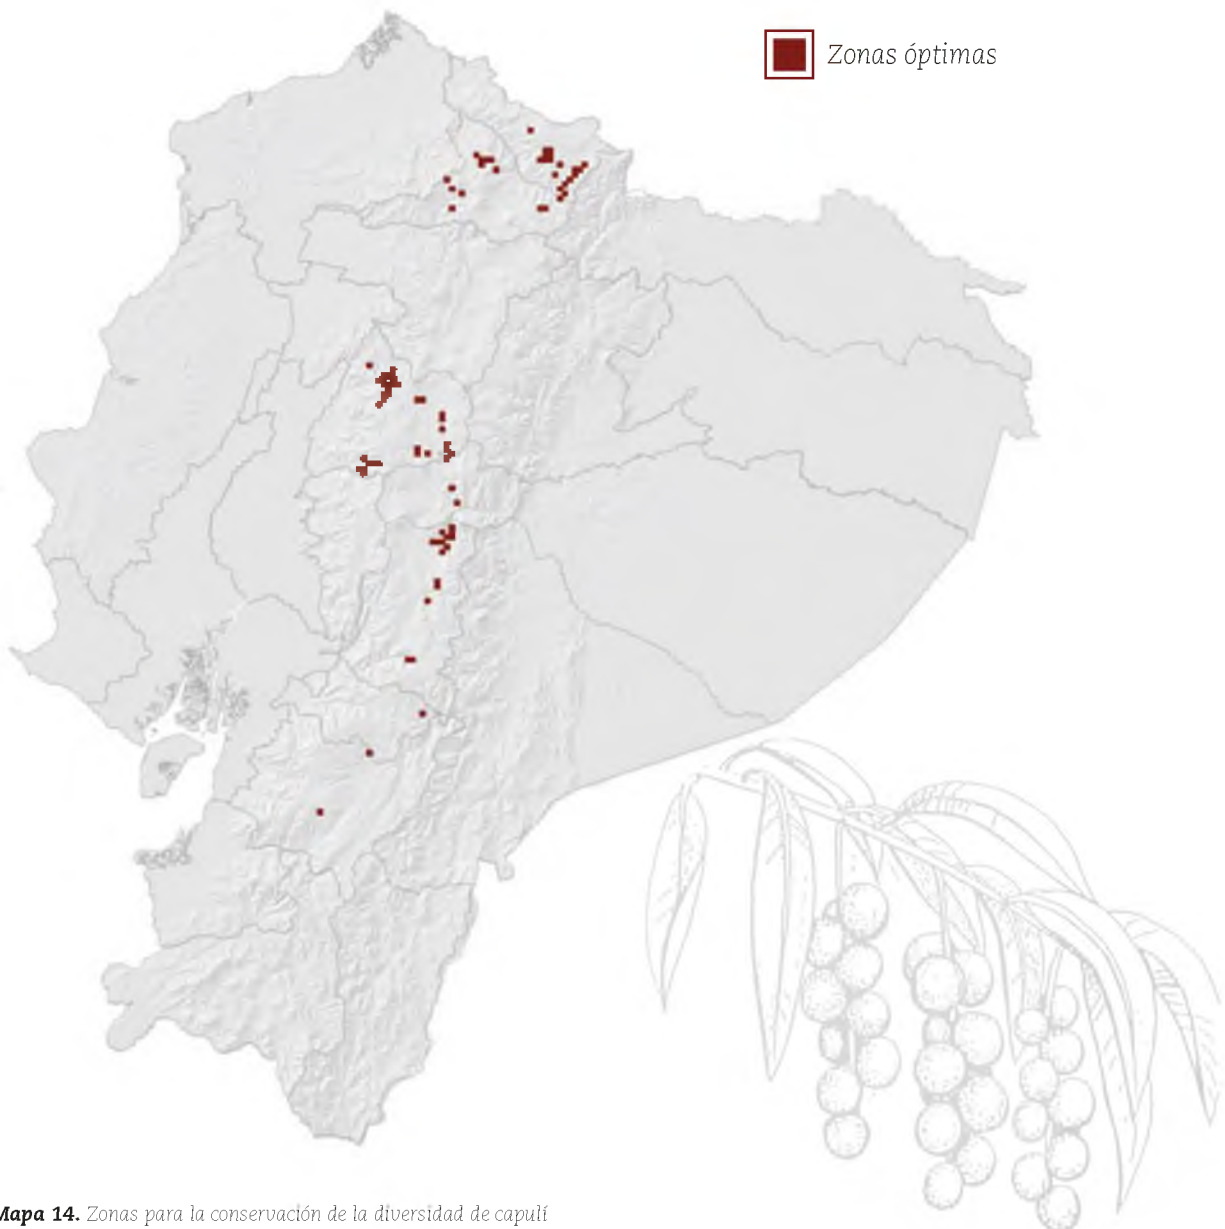 Zonas óptimas
Mapa 14. Zonas para la conservación de la diversidad de capulí